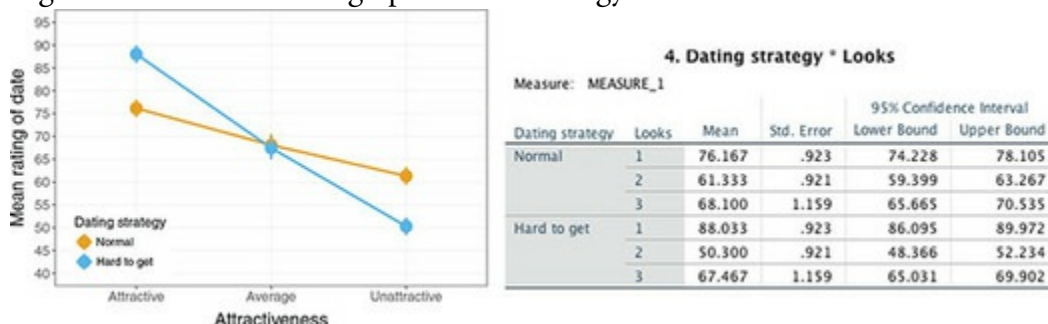 95
90
85
80
75
70
65
60
55
50
45
40
Mean rating of date
Dating strategy
Normal
Hard to get
Attractive Average Unattractive
Attractiveness
4. Dating strategy * Looks
Measure: MEASURE_1
95% Confidence Interval
Dating strategy Looks Mean Std. Error Lower Bound Upper Bound
Normal 1 76.167 .923 74.228 78.105
2 61.333 .921 59.399 63.267
3 68.100 1.159 65.665 70.535
Hard to get 1 88.033 .923 86.095 89.972
2 50.300 .921 48.366 52.234
3 67.467 1.159 65.031 69.902